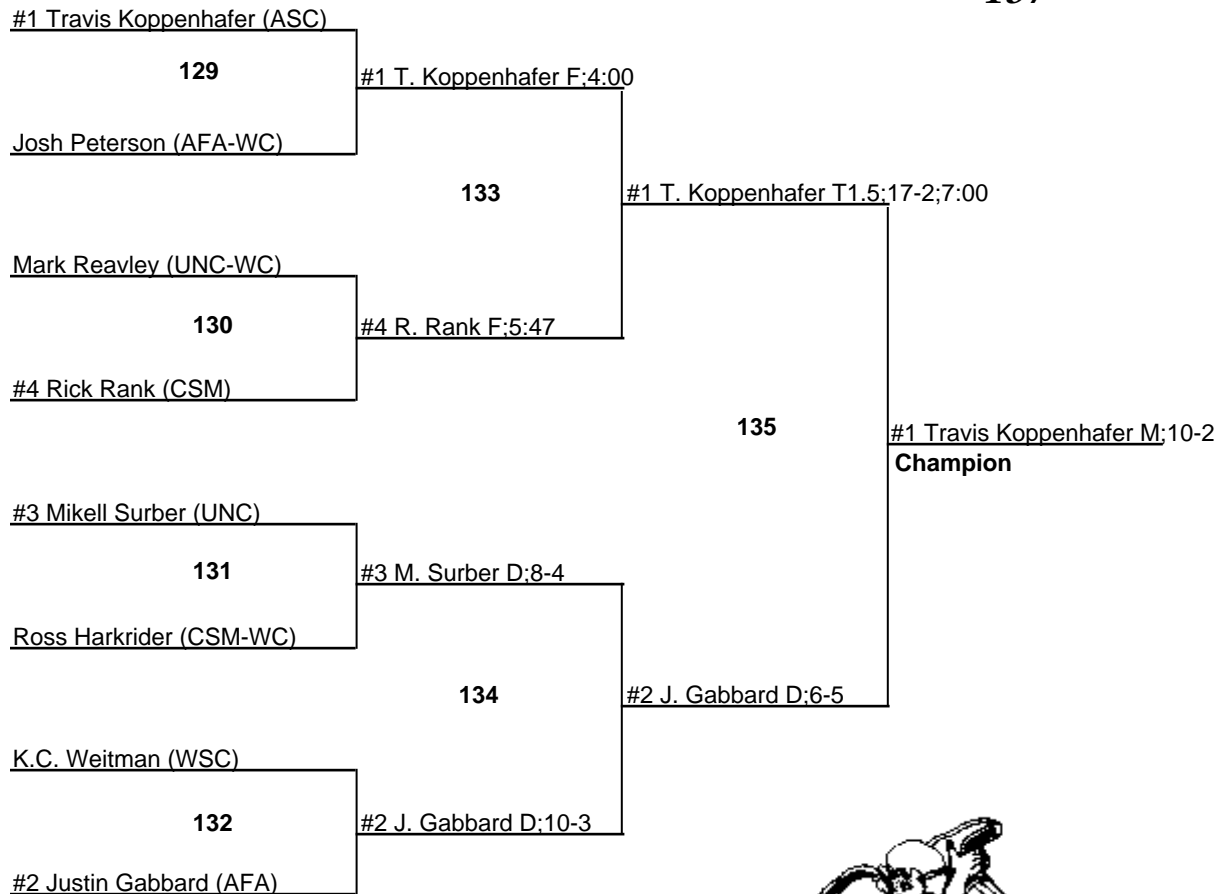 #1 Travis Koppenhafer (ASC)
129
#1 T. Koppenhafer F;4:00
Josh Peterson (AFA-WC)
133
#1 T. Koppenhafer T1.5;17-2;7:00
Mark Reavley (UNC-WC)
130
#4 R. Rank F;5:47
#4 Rick Rank (CSM)
135
#1 Travis Koppenhafer M;10-2
Champion
#3 Mikell Surber (UNC)
131
#3 M. Surber D;8-4
Ross Harkrider (CSM-WC)
134
#2 J. Gabbard D;6-5
K.C. Weitman (WSC)
132
#2 J. Gabbard D;10-3
#2 Justin Gabbard (AFA)